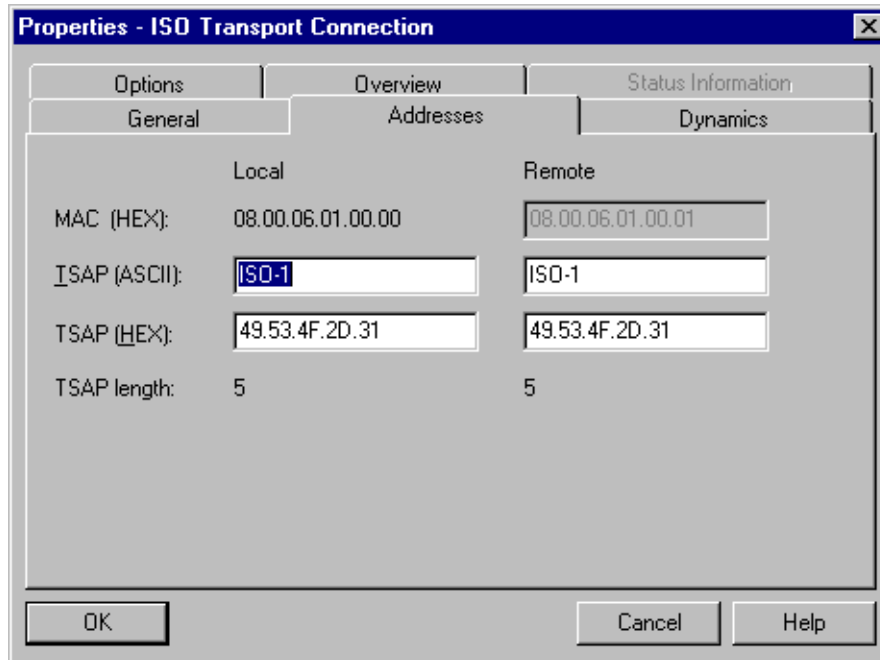 Properties - ISO Transport Connection
Options Overview Status Information
General Addresses Dynamics
Local Remote
MAC (HEX): 08.00.06.01.00.00 08.00.06.01.00.01
TSAP (ASCII): ISO-1 ISO-1
TSAP (HEX): 49.53.4F.2D.31 49.53.4F.2D.31
TSAP length: 5 5
OK Cancel Help